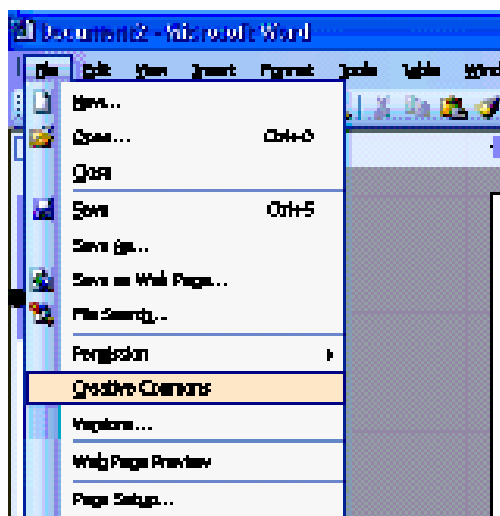 Document2 - Microsoft Word
File Edit View Insert Format Tools Table Wind
New...
Open... Ctrl+O
Close
Save Ctrl+S
Save As...
Save as Web Page...
File Search...
Permission
Creative Commons
Versions...
Web Page Preview
Page Setup...